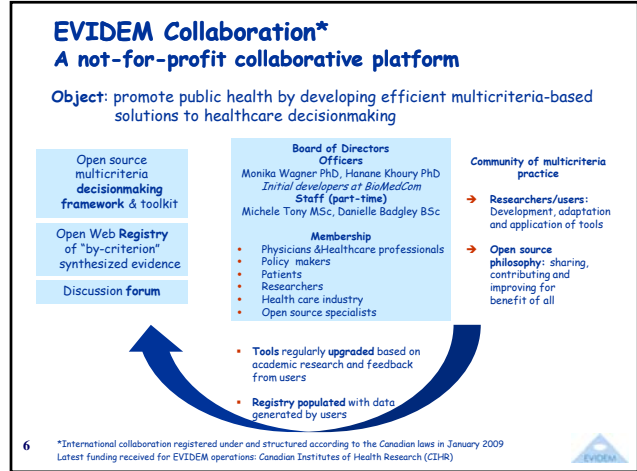 EVIDEM Collaboration*
A not-for-profit collaborative platform
Object: promote public health by developing efficient multicriteria-based
solutions to healthcare decisionmaking
Open source
multicriteria
decisionmaking
framework & toolkit
Open Web Registry
of "by-criterion"
synthesized evidence
Discussion forum
Board of Directors
Officers
Monika Wagner PhD, Hanane Khoury PhD
Initial developers at BioMedCom
Staff (part-time)
Michele Tony MSc, Danielle Badgley BSc
Membership
• Physicians &Healthcare professionals
• Policy makers
• Patients
• Researchers
• Health care industry
• Open source specialists
Community of multicriteria
practice
➔ Researchers/users:
Development, adaptation
and application of tools
➔ Open source
philosophy: sharing,
contributing and
improving for
benefit of all
▪ Tools regularly upgraded based on
academic research and feedback
from users
▪ Registry populated with data
generated by users
6
*International collaboration registered under and structured according to the Canadian laws in January 2009
Latest funding received for EVIDEM operations: Canadian Institutes of Health Research (CIHR)
EVIDEM